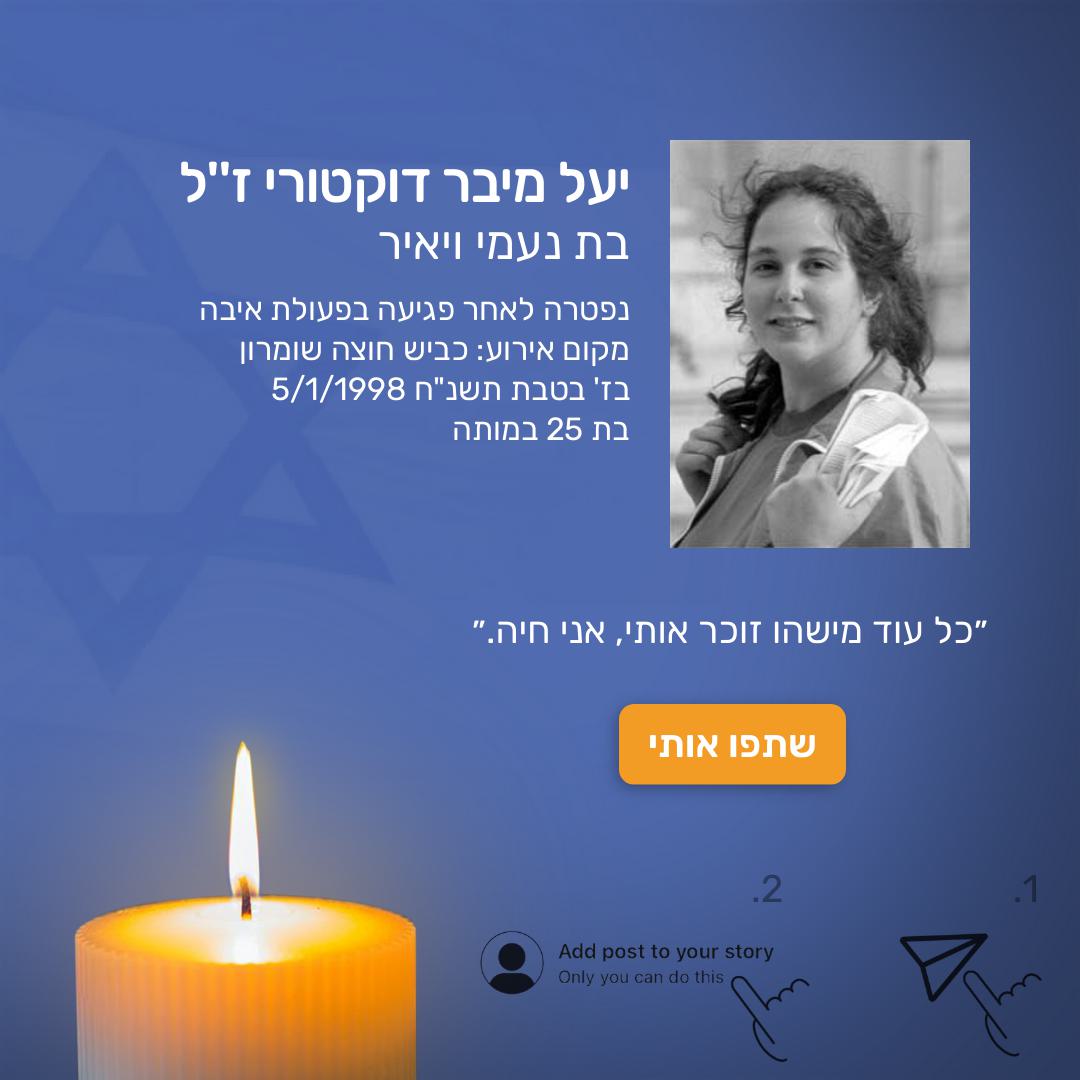 יעל מיבר דוקטורי ז"ל
בת נעמי ויאיר
נפטרה לאחר פגיעה בפעולת איבה
מקום אירוע: כביש חוצה שומרון
בז' בטבת תשנ"ח 5/1/1998
בת 25 במותה
"כל עוד מישהו זוכר אותי, אני חיה."
שתפו אותי
1.
2.
Add post to your story
Only you can do this